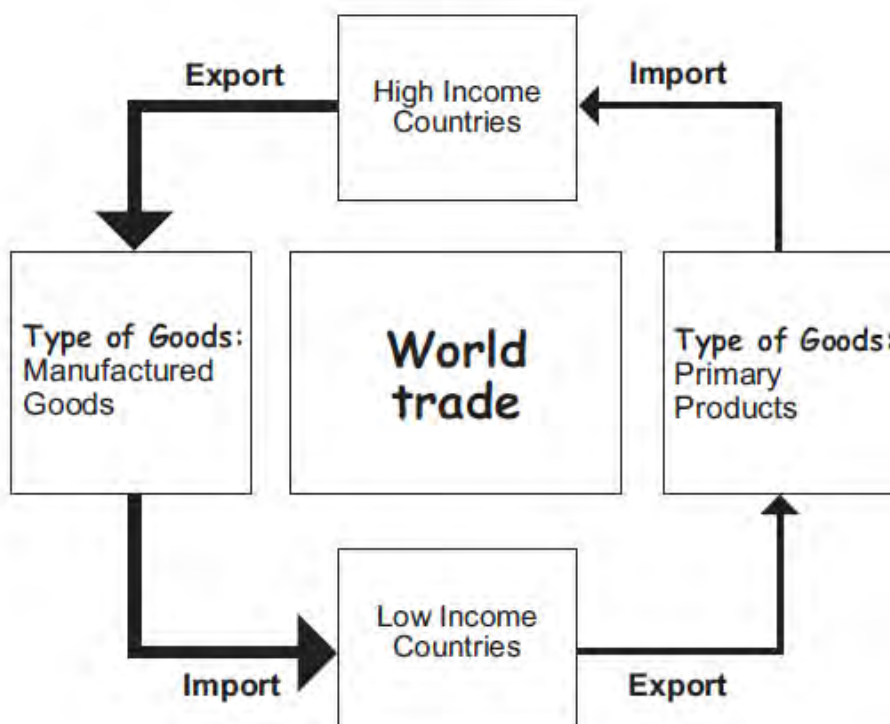 Export
High Income
Countries
Import
Type of Goods:
Manufactured
Goods
World
trade
Type of Goods:
Primary
Products
Import
Low Income
Countries
Export